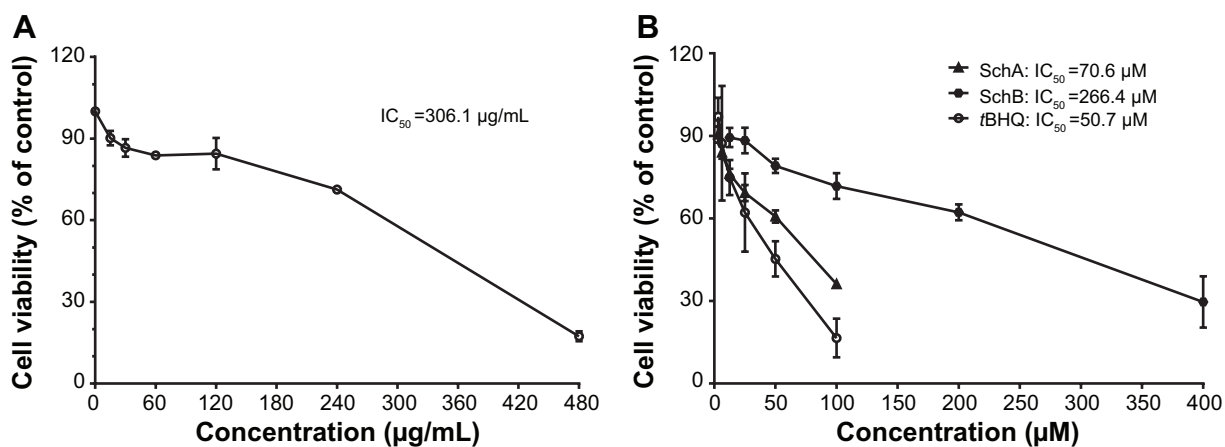 A
Cell viability (% of control)
120
90
60
30
0
IC50 =306.1 µg/mL
0 60 120 180 240 300 360 420 480
Concentration (µg/mL)
B
Cell viability (% of control)
120
90
60
30
0
SchA: IC50 =70.6 µM
SchB: IC50 =266.4 µM
tBHQ: IC50 =50.7 µM
0 50 100 150 200 250 300 350 400
Concentration (µM)